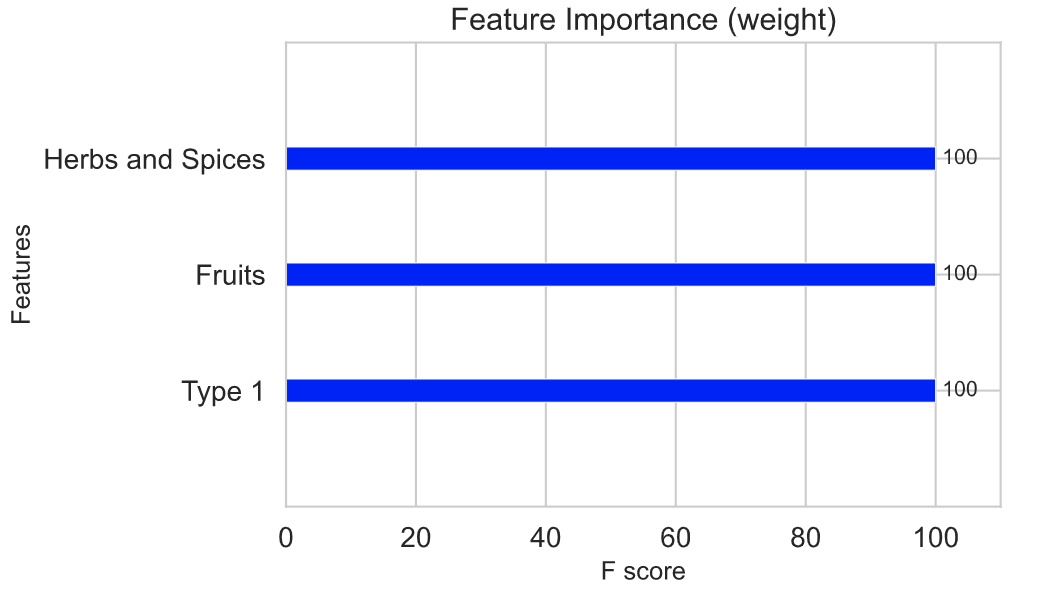 Feature Importance (weight)
Herbs and Spices
100
Fruits
100
Type 1
100
Features
0 20 40 60 80 100
F score